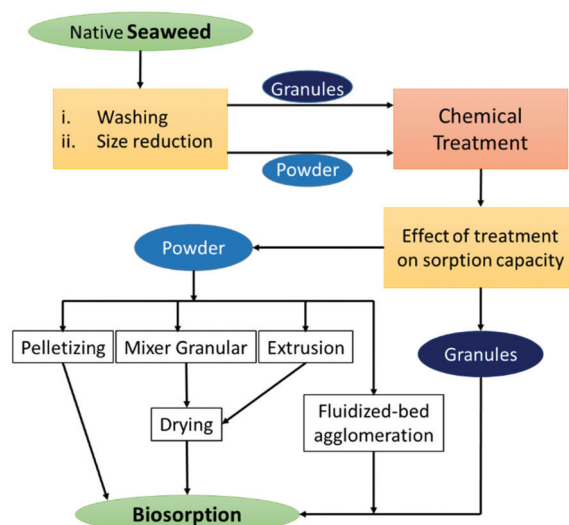 Native Seaweed
i. Washing
ii. Size reduction
Granules
Powder
Chemical
Treatment
Effect of treatment
on sorption capacity
Powder
Pelletizing
Mixer Granular
Extrusion
Granules
Drying
Fluidized-bed
agglomeration
Biosorption